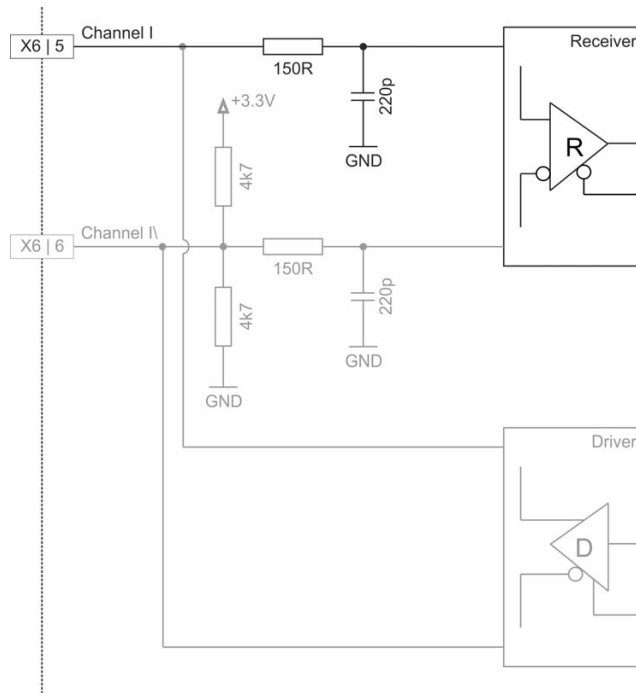 X6 | 5
Channel I
Receiver
150R
220p
+3.3V
GND
R
4k7
X6 | 6
Channel I\
150R
220p
4k7
GND
GND
Driver
D